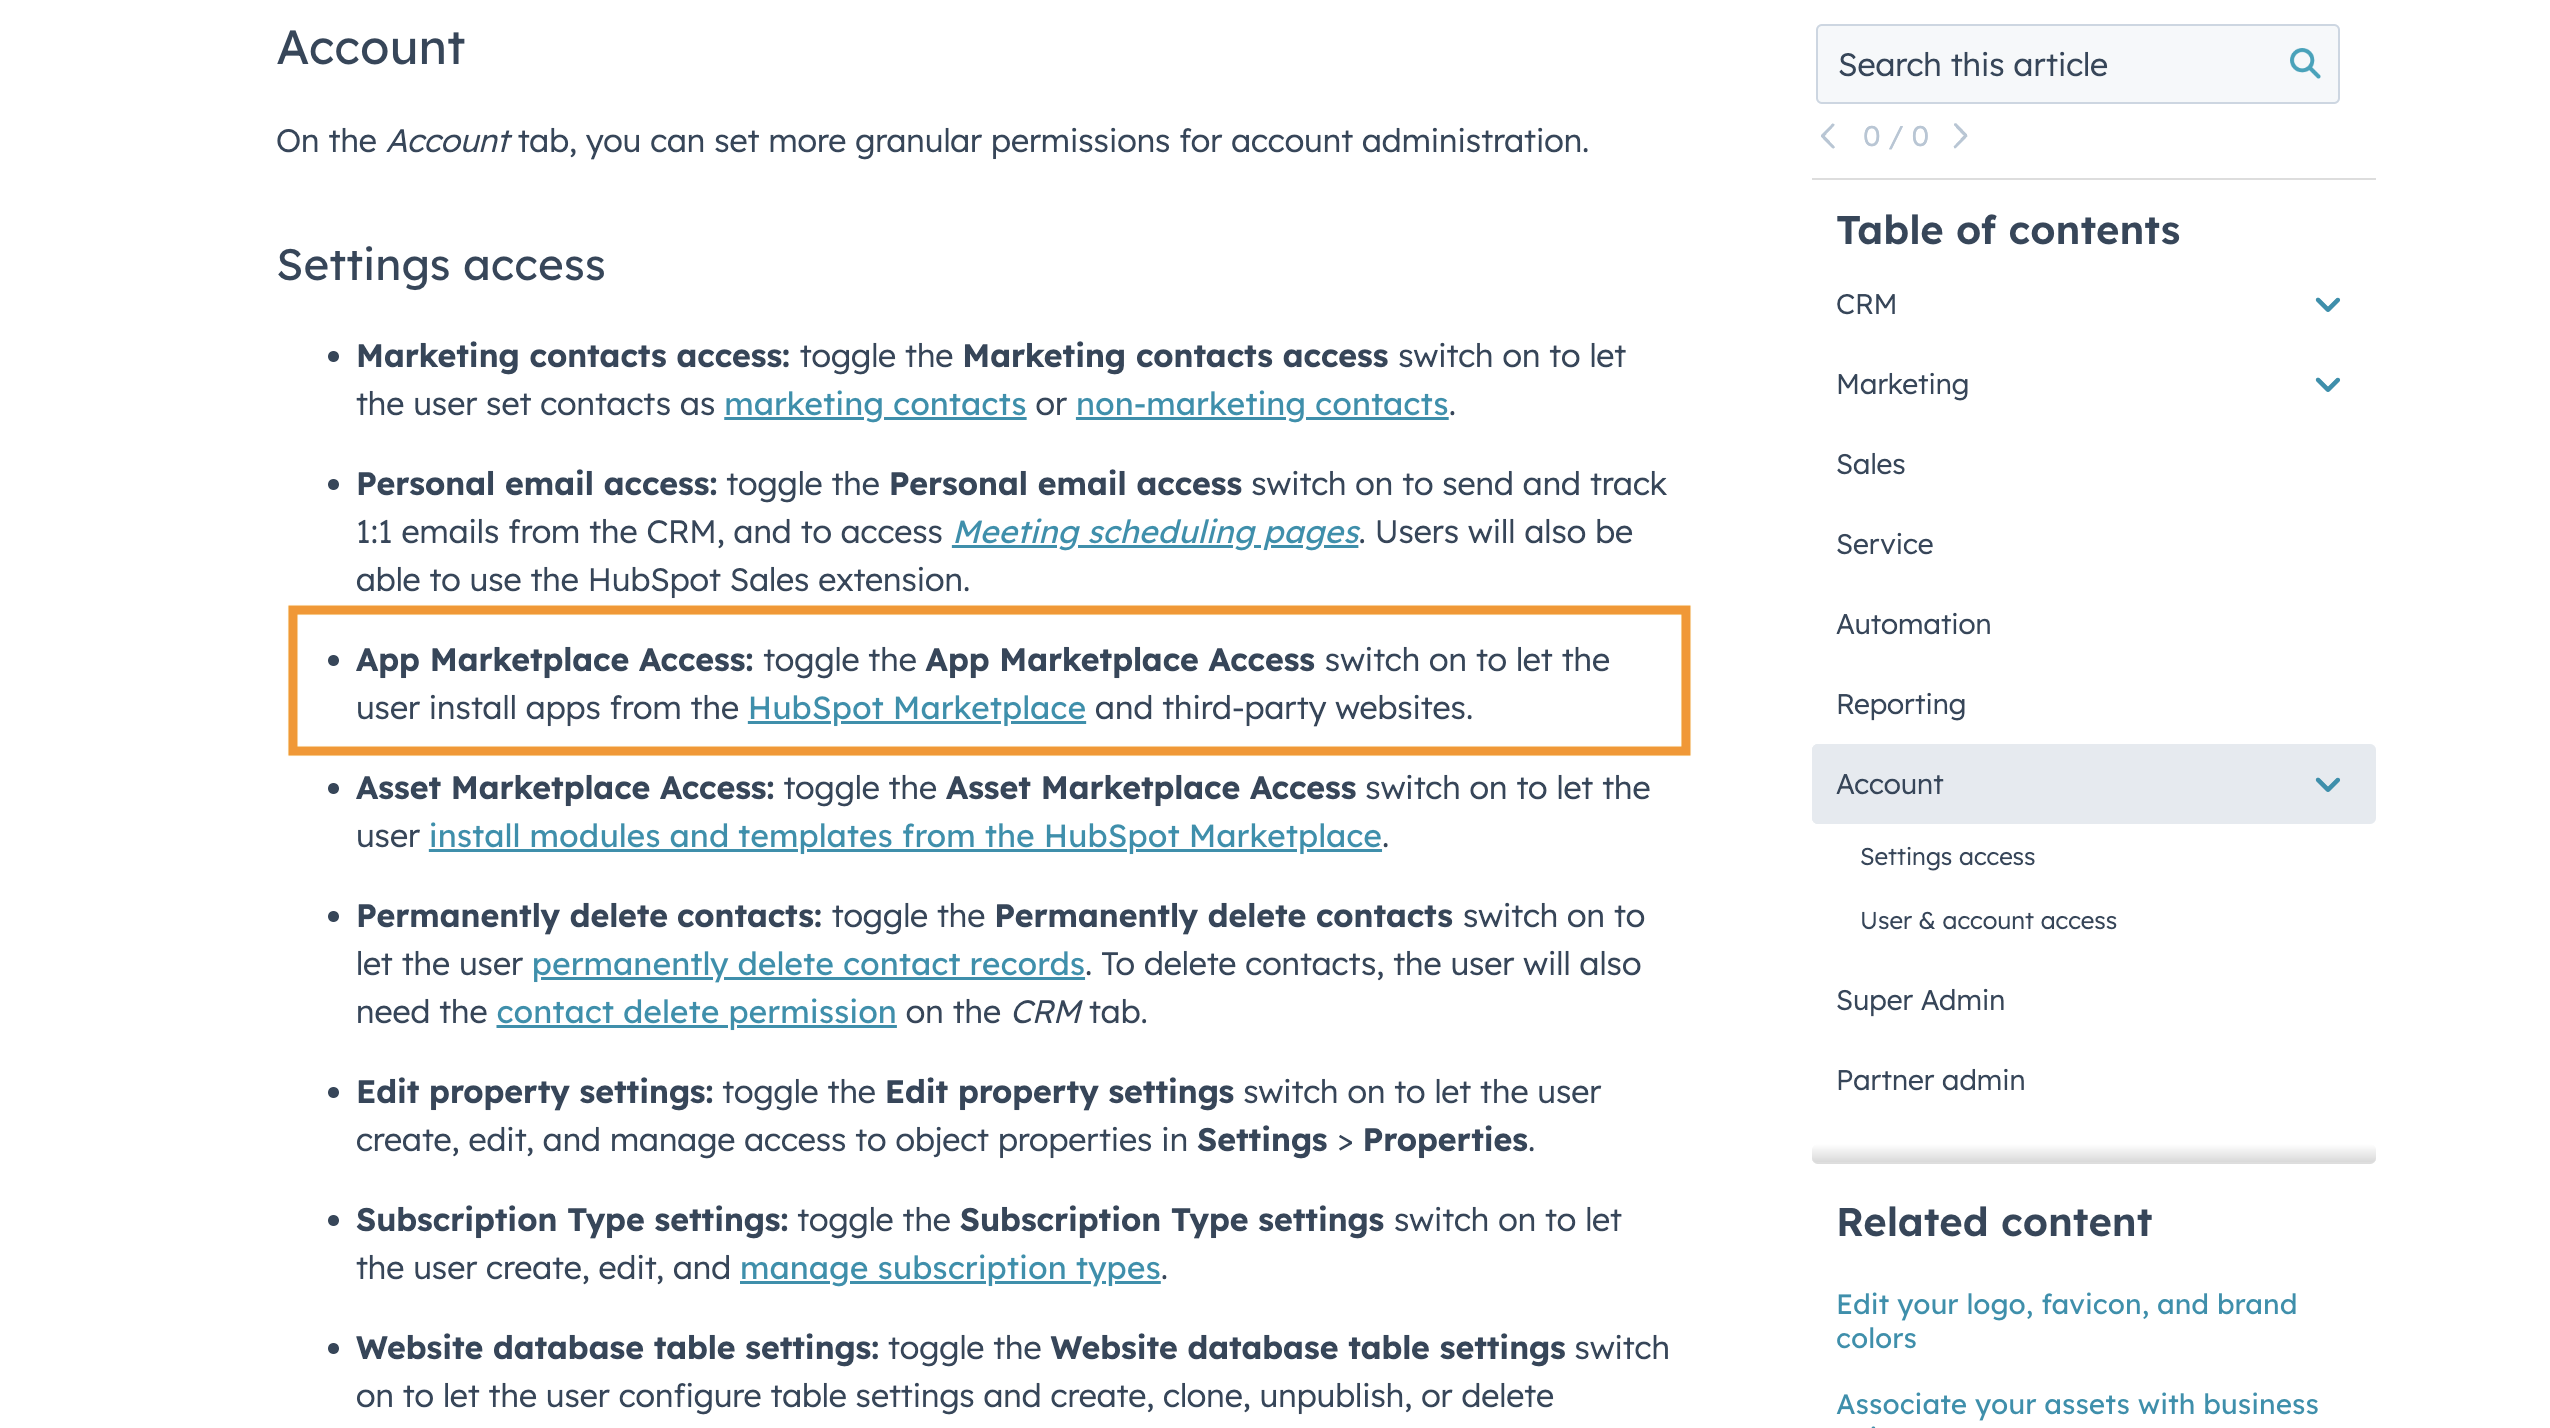 Account
On the Account tab, you can set more granular permissions for account administration.
Settings access
• Marketing contacts access: toggle the Marketing contacts access switch on to let
the user set contacts as marketing contacts or non-marketing contacts.
• Personal email access: toggle the Personal email access switch on to send and track
1:1 emails from the CRM, and to access Meeting scheduling pages. Users will also be
able to use the HubSpot Sales extension.
• App Marketplace Access: toggle the App Marketplace Access switch on to let the
user install apps from the HubSpot Marketplace and third-party websites.
• Asset Marketplace Access: toggle the Asset Marketplace Access switch on to let the
user install modules and templates from the HubSpot Marketplace.
• Permanently delete contacts: toggle the Permanently delete contacts switch on to
let the user permanently delete contact records. To delete contacts, the user will also
need the contact delete permission on the CRM tab.
• Edit property settings: toggle the Edit property settings switch on to let the user
create, edit, and manage access to object properties in Settings > Properties.
• Subscription Type settings: toggle the Subscription Type settings switch on to let
the user create, edit, and manage subscription types.
• Website database table settings: toggle the Website database table settings switch
on to let the user configure table settings and create, clone, unpublish, or delete
Search this article
0 / 0
Table of contents
CRM
Marketing
Sales
Service
Automation
Reporting
Account
Settings access
User & account access
Super Admin
Partner admin
Related content
Edit your logo, favicon, and brand
colors
Associate your assets with business